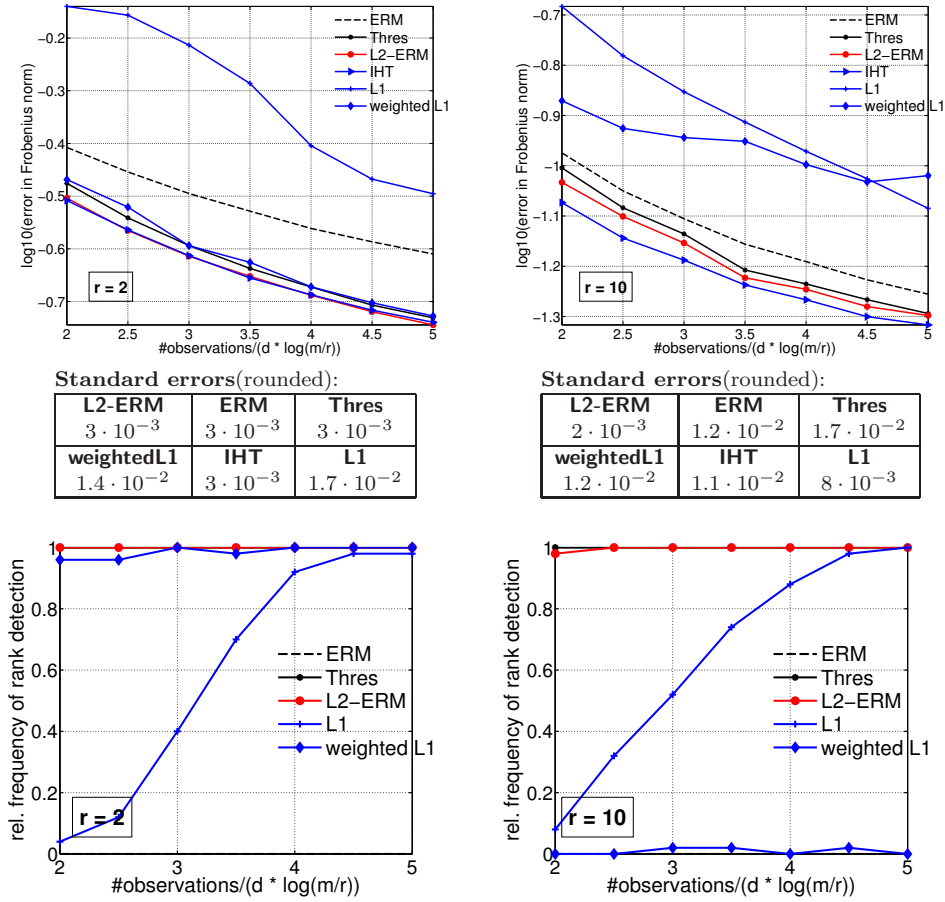 −0.2
−0.3
−0.4
−0.5
−0.6
−0.7
2
2.5
3
3.5
4
4.5
5
log10(error in Frobenius norm)
#observations/(d * log(m/r))
ERM
Thres
L2−ERM
IHT
L1
weighted L1
r = 2
−0.7
−0.8
−0.9
−1
−1.1
−1.2
−1.3
2
2.5
3
3.5
4
4.5
5
log10(error in Frobenius norm)
#observations/(d * log(m/r))
ERM
Thres
L2−ERM
IHT
L1
weighted L1
r = 10
Standard errors(rounded):
L2-ERM ERM Thres
3 · 10−3 3 · 10−3 3 · 10−3
weightedL1 IHT L1
1.4 · 10−2 3 · 10−3 1.7 · 10−2
Standard errors(rounded):
L2-ERM ERM Thres
2 · 10−3 1.2 · 10−2 1.7 · 10−2
weightedL1 IHT L1
1.2 · 10−2 1.1 · 10−2 8 · 10−3
1
0.8
0.6
0.4
0.2
0
2
3
4
5
rel. frequency of rank detection
#observations/(d * log(m/r))
ERM
Thres
L2−ERM
L1
weighted L1
r = 2
1
0.8
0.6
0.4
0.2
0
2
3
4
5
rel. frequency of rank detection
#observations/(d * log(m/r))
ERM
Thres
L2−ERM
L1
weighted L1
r = 10